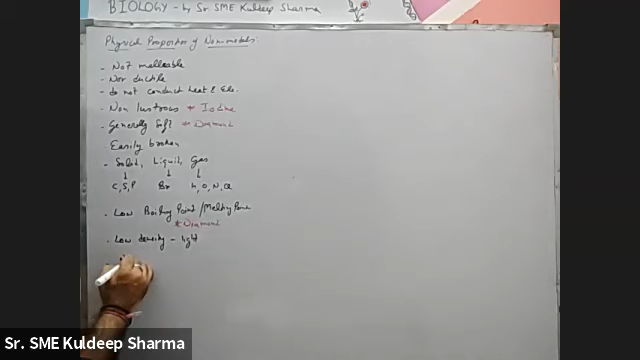 BIOLOGY - by Sr SME Kuldeep Sharma
Physical Properties of Non-metals:
- Not malleable
- Nor ductile
- do not conduct heat & Ele.
- Non lustrous * Iodine
- Generally Soft * Diamond
Easily broken
- Solid, Liquid, Gas
↓ ↓ ↓
C, S, P Br H, O, N, Cl
. Low Boiling Point / Melting Point
* Diamond
. Low density - light
Sr. SME Kuldeep Sharma